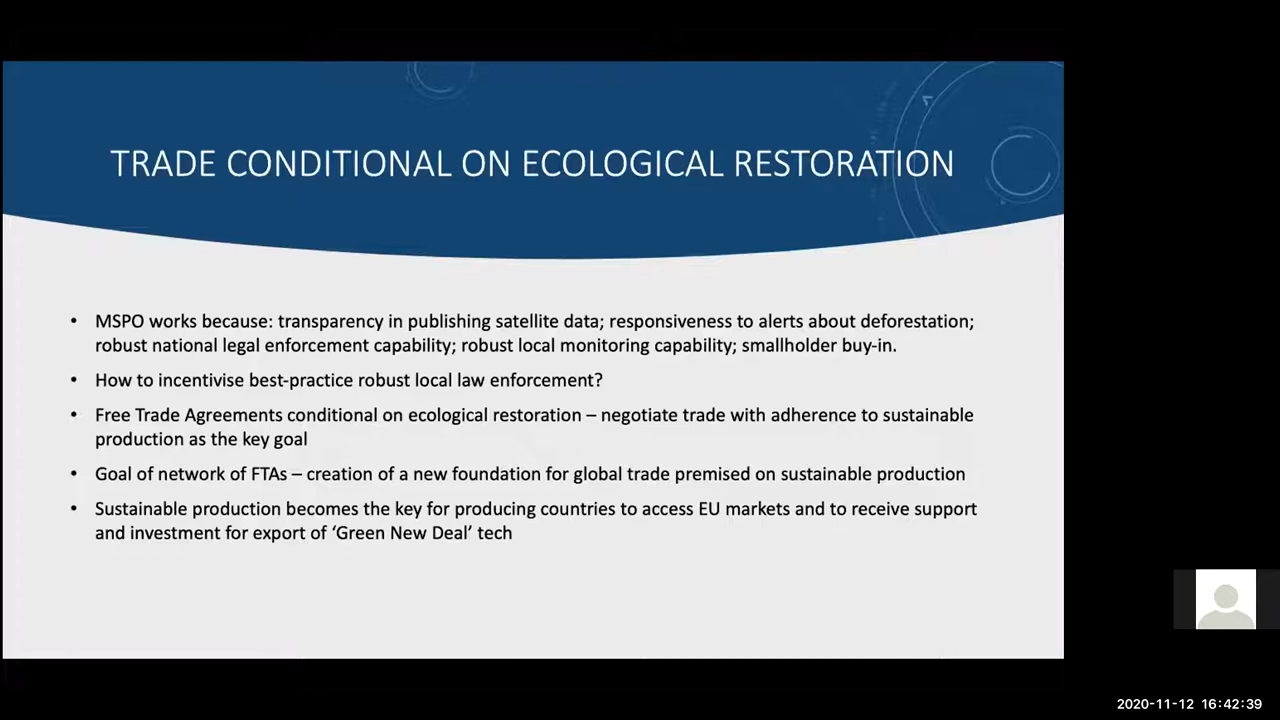 TRADE CONDITIONAL ON ECOLOGICAL RESTORATION
• MSPO works because: transparency in publishing satellite data; responsiveness to alerts about deforestation;
robust national legal enforcement capability; robust local monitoring capability; smallholder buy-in.
• How to incentivise best-practice robust local law enforcement?
• Free Trade Agreements conditional on ecological restoration – negotiate trade with adherence to sustainable
production as the key goal
• Goal of network of FTAs – creation of a new foundation for global trade premised on sustainable production
• Sustainable production becomes the key for producing countries to access EU markets and to receive support
and investment for export of ‘Green New Deal’ tech
2020-11-12 16:42:39